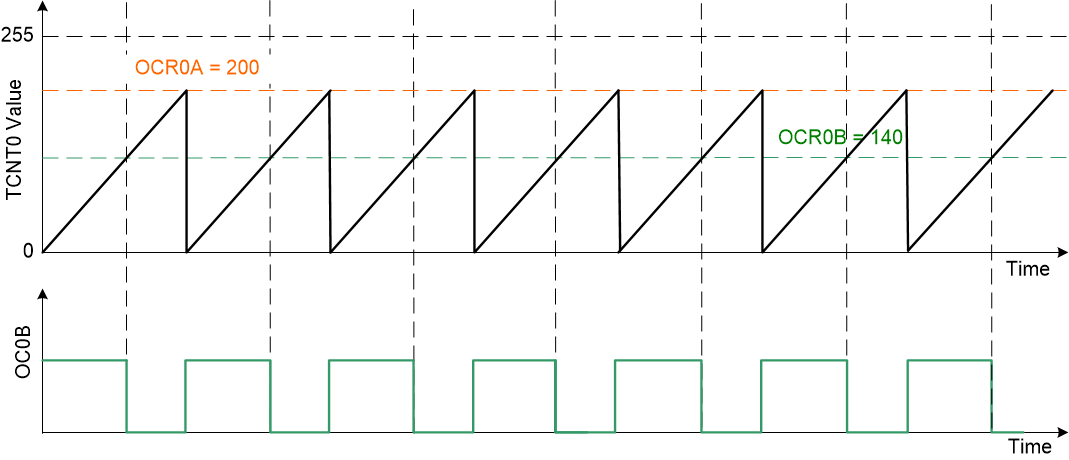 255
OCR0A = 200
TCNT0 Value
OCR0B = 140
0
Time
OC0B
Time